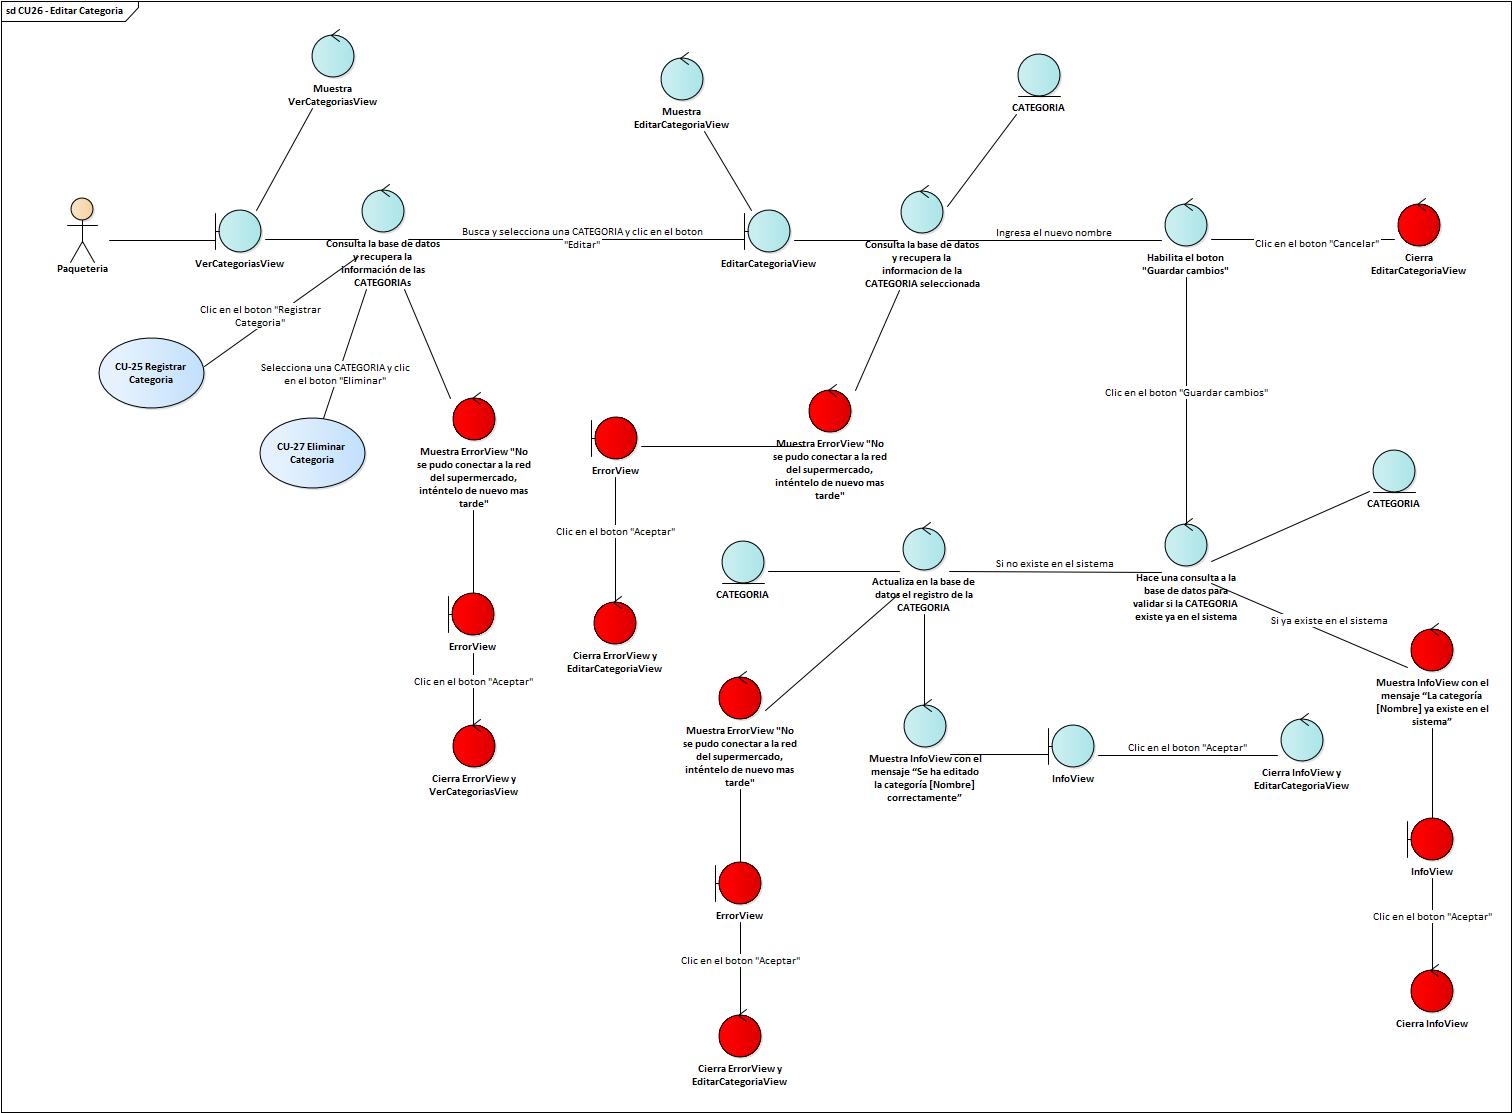 sd CU26 - Editar Categoria
Muestra
VerCategoriasView
Muestra
EditarCategoriaView
CATEGORIA
Paqueteria
VerCategoriasView
Consulta la base de datos
y recupera la
información de las
CATEGORIAs
Busca y selecciona una CATEGORIA y clic en el boton
"Editar"
EditarCategoriaView
Consulta la base de datos
y recupera la
informacion de la
CATEGORIA seleccionada
Ingresa el nuevo nombre
Habilita el boton
"Guardar cambios"
Clic en el boton "Cancelar"
Cierra
EditarCategoriaView
Clic en el boton "Registrar
Categoria"
CU-25 Registrar
Categoria
Selecciona una CATEGORIA y clic
en el boton "Eliminar"
CU-27 Eliminar
Categoria
Clic en el boton "Guardar cambios"
Muestra ErrorView "No
se pudo conectar a la red
del supermercado,
inténtelo de nuevo mas
tarde"
ErrorView
Muestra ErrorView "No
se pudo conectar a la red
del supermercado,
inténtelo de nuevo mas
tarde"
CATEGORIA
Clic en el boton "Aceptar"
CATEGORIA
Actualiza en la base de
datos el registro de la
CATEGORIA
Si no existe en el sistema
Hace una consulta a la
base de datos para
validar si la CATEGORIA
existe ya en el sistema
Si ya existe en el sistema
ErrorView
Cierra ErrorView y
EditarCategoriaView
Clic en el boton "Aceptar"
Muestra InfoView con el
mensaje “La categoría
[Nombre] ya existe en el
sistema”
Cierra ErrorView y
VerCategoriasView
Muestra ErrorView "No
se pudo conectar a la red
del supermercado,
inténtelo de nuevo mas
tarde"
Muestra InfoView con el
mensaje “Se ha editado
la categoría [Nombre]
correctamente”
InfoView
Clic en el boton "Aceptar"
Cierra InfoView y
EditarCategoriaView
InfoView
ErrorView
Clic en el boton "Aceptar"
Clic en el boton "Aceptar"
Cierra InfoView
Cierra ErrorView y
EditarCategoriaView